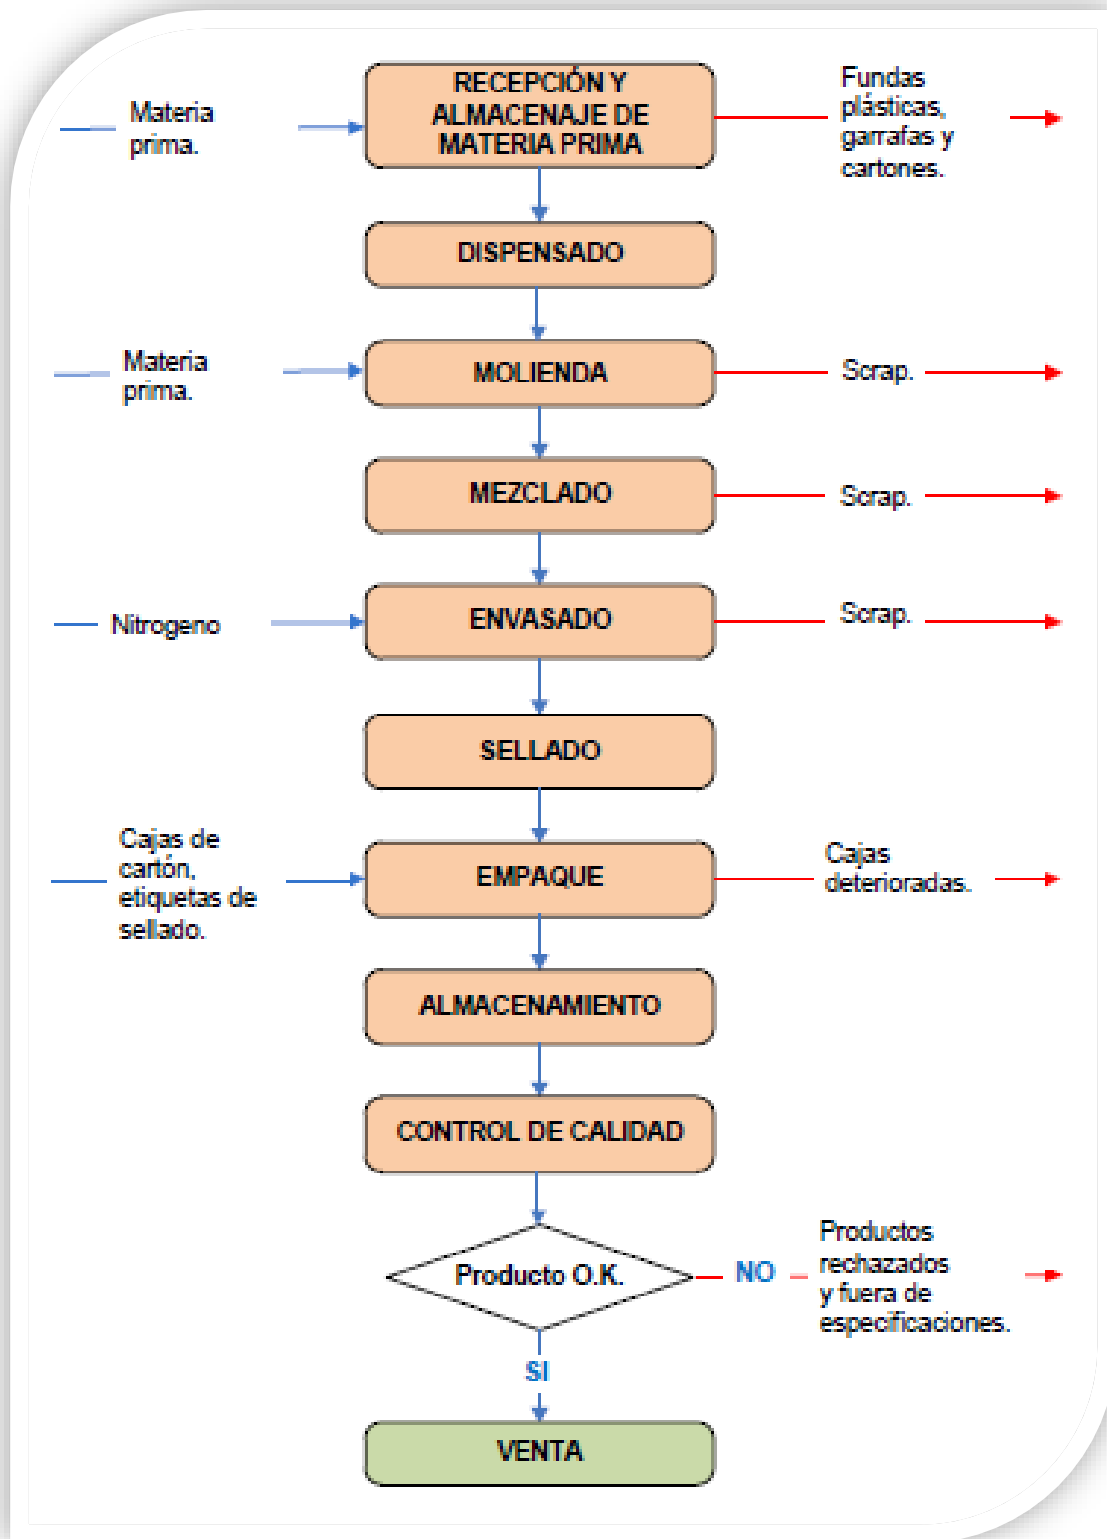 Materia
prima.
RECEPCIÓN Y
ALMACENAJE DE
MATERIA PRIMA
Fundas
plásticas,
garrafas y
cartones.
DISPENSADO
Materia
prima.
MOLIENDA
Scrap.
MEZCLADO
Scrap.
Nitrogeno
ENVASADO
Scrap.
SELLADO
Cajas de
cartón,
etiquetas de
sellado.
EMPAQUE
Cajas
deterioradas.
ALMACENAMIENTO
CONTROL DE CALIDAD
Producto O.K.
NO
Productos
rechazados
y fuera de
especificaciones.
SI
VENTA